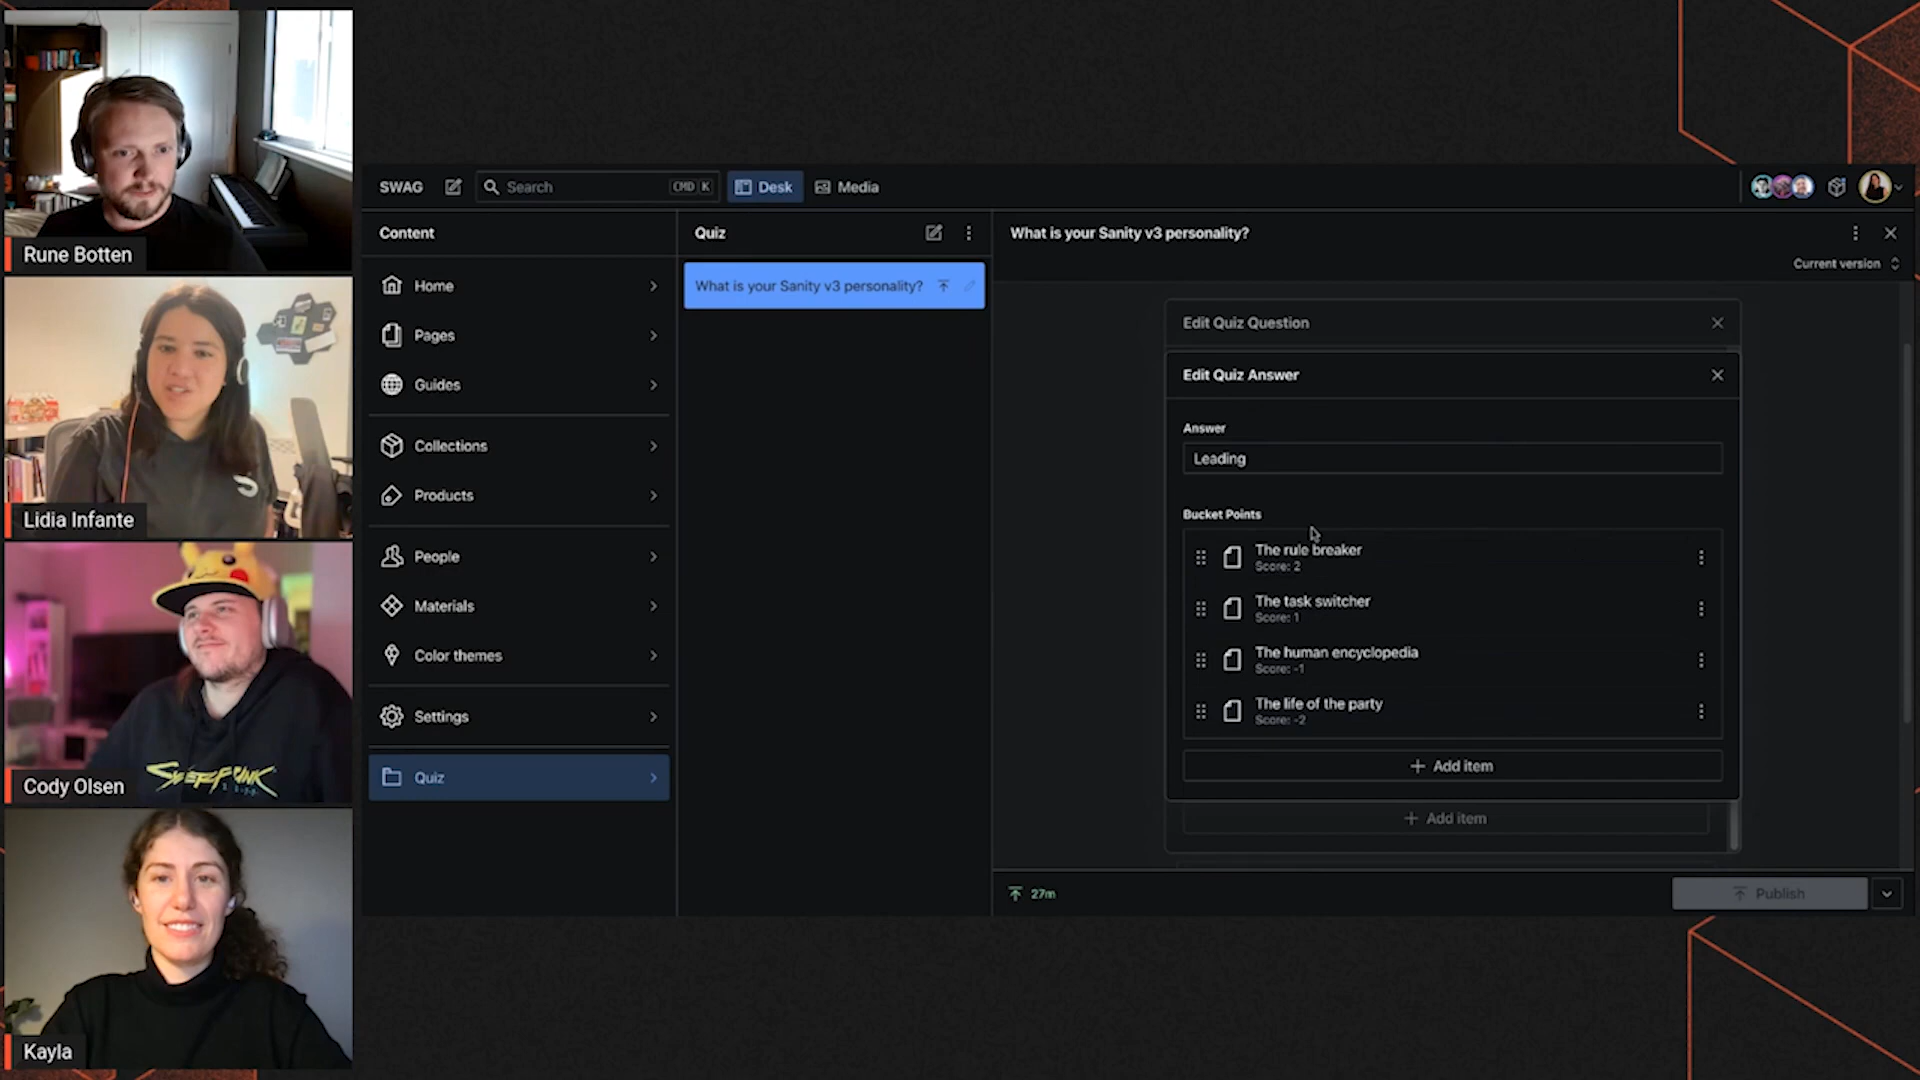 Rune Botten
Lidia Infante
CYBERPUNK
Cody Olsen
Kayla
SWAG
Search
CMD K
Desk
Media
Content
Home
Pages
Guides
Collections
Products
People
Materials
Color themes
Settings
Quiz
Quiz
What is your Sanity v3 personality?
What is your Sanity v3 personality?
Current version
Edit Quiz Question
Edit Quiz Answer
Answer
Leading
Bucket Points
The rule breaker
Score: 2
The task switcher
Score: 1
The human encyclopedia
Score: -1
The life of the party
Score: -2
Add item
Add item
27m
Publish